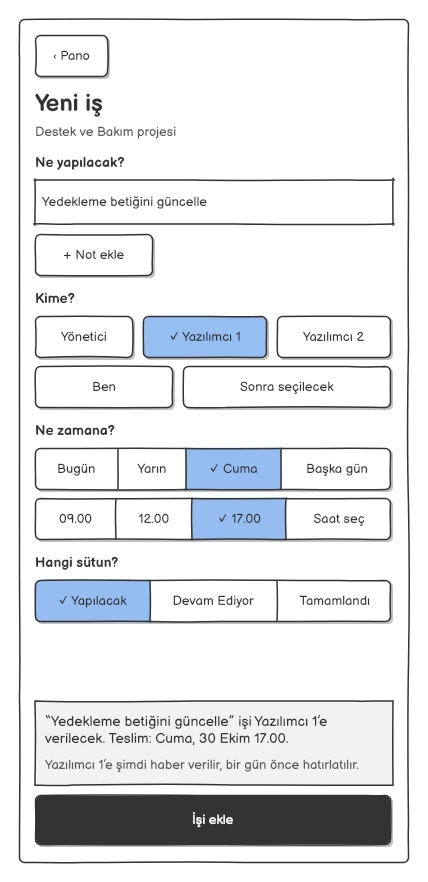 ‹ Pano
Yeni iş
Destek ve Bakım projesi
Ne yapılacak?
Yedekleme betiğini güncelle
+ Not ekle
Kime?
Yönetici ✓ Yazılımcı 1 Yazılımcı 2
Ben Sonra seçilecek
Ne zamana?
Bugün Yarın ✓ Cuma Başka gün
09.00 12.00 ✓ 17.00 Saat seç
Hangi sütun?
✓ Yapılacak Devam Ediyor Tamamlandı
“Yedekleme betiğini güncelle” işi Yazılımcı 1’e
verilecek. Teslim: Cuma, 30 Ekim 17.00.
Yazılımcı 1’e şimdi haber verilir, bir gün önce hatırlatılır.
İşi ekle